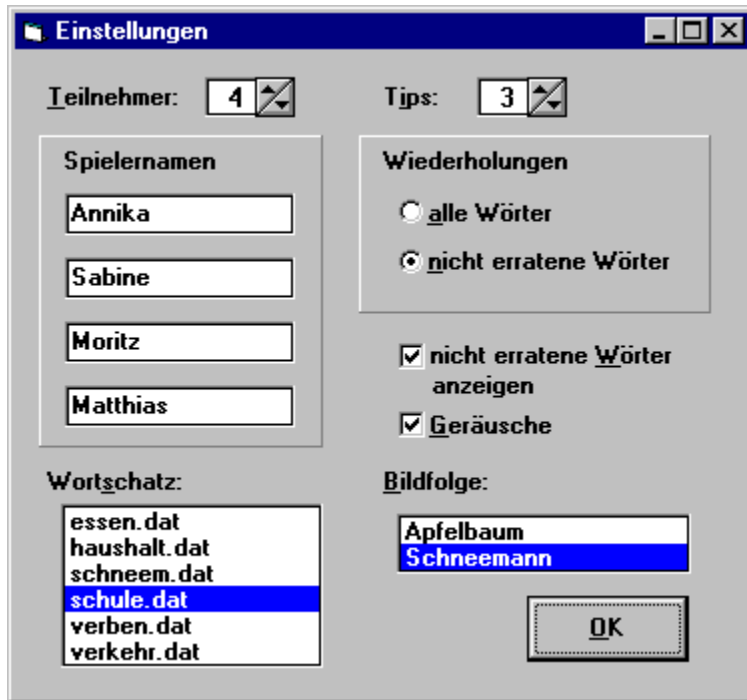 Einstellungen
Teilnehmer: 4
Tips: 3
Spielernamen
Annika
Sabine
Moritz
Matthias
Wiederholungen
alle Wörter
nicht erratene Wörter
nicht erratene Wörter
anzeigen
Geräusche
Wortschatz:
essen.dat
haushalt.dat
schneem.dat
schule.dat
verben.dat
verkehr.dat
Bildfolge:
Apfelbaum
Schneemann
OK